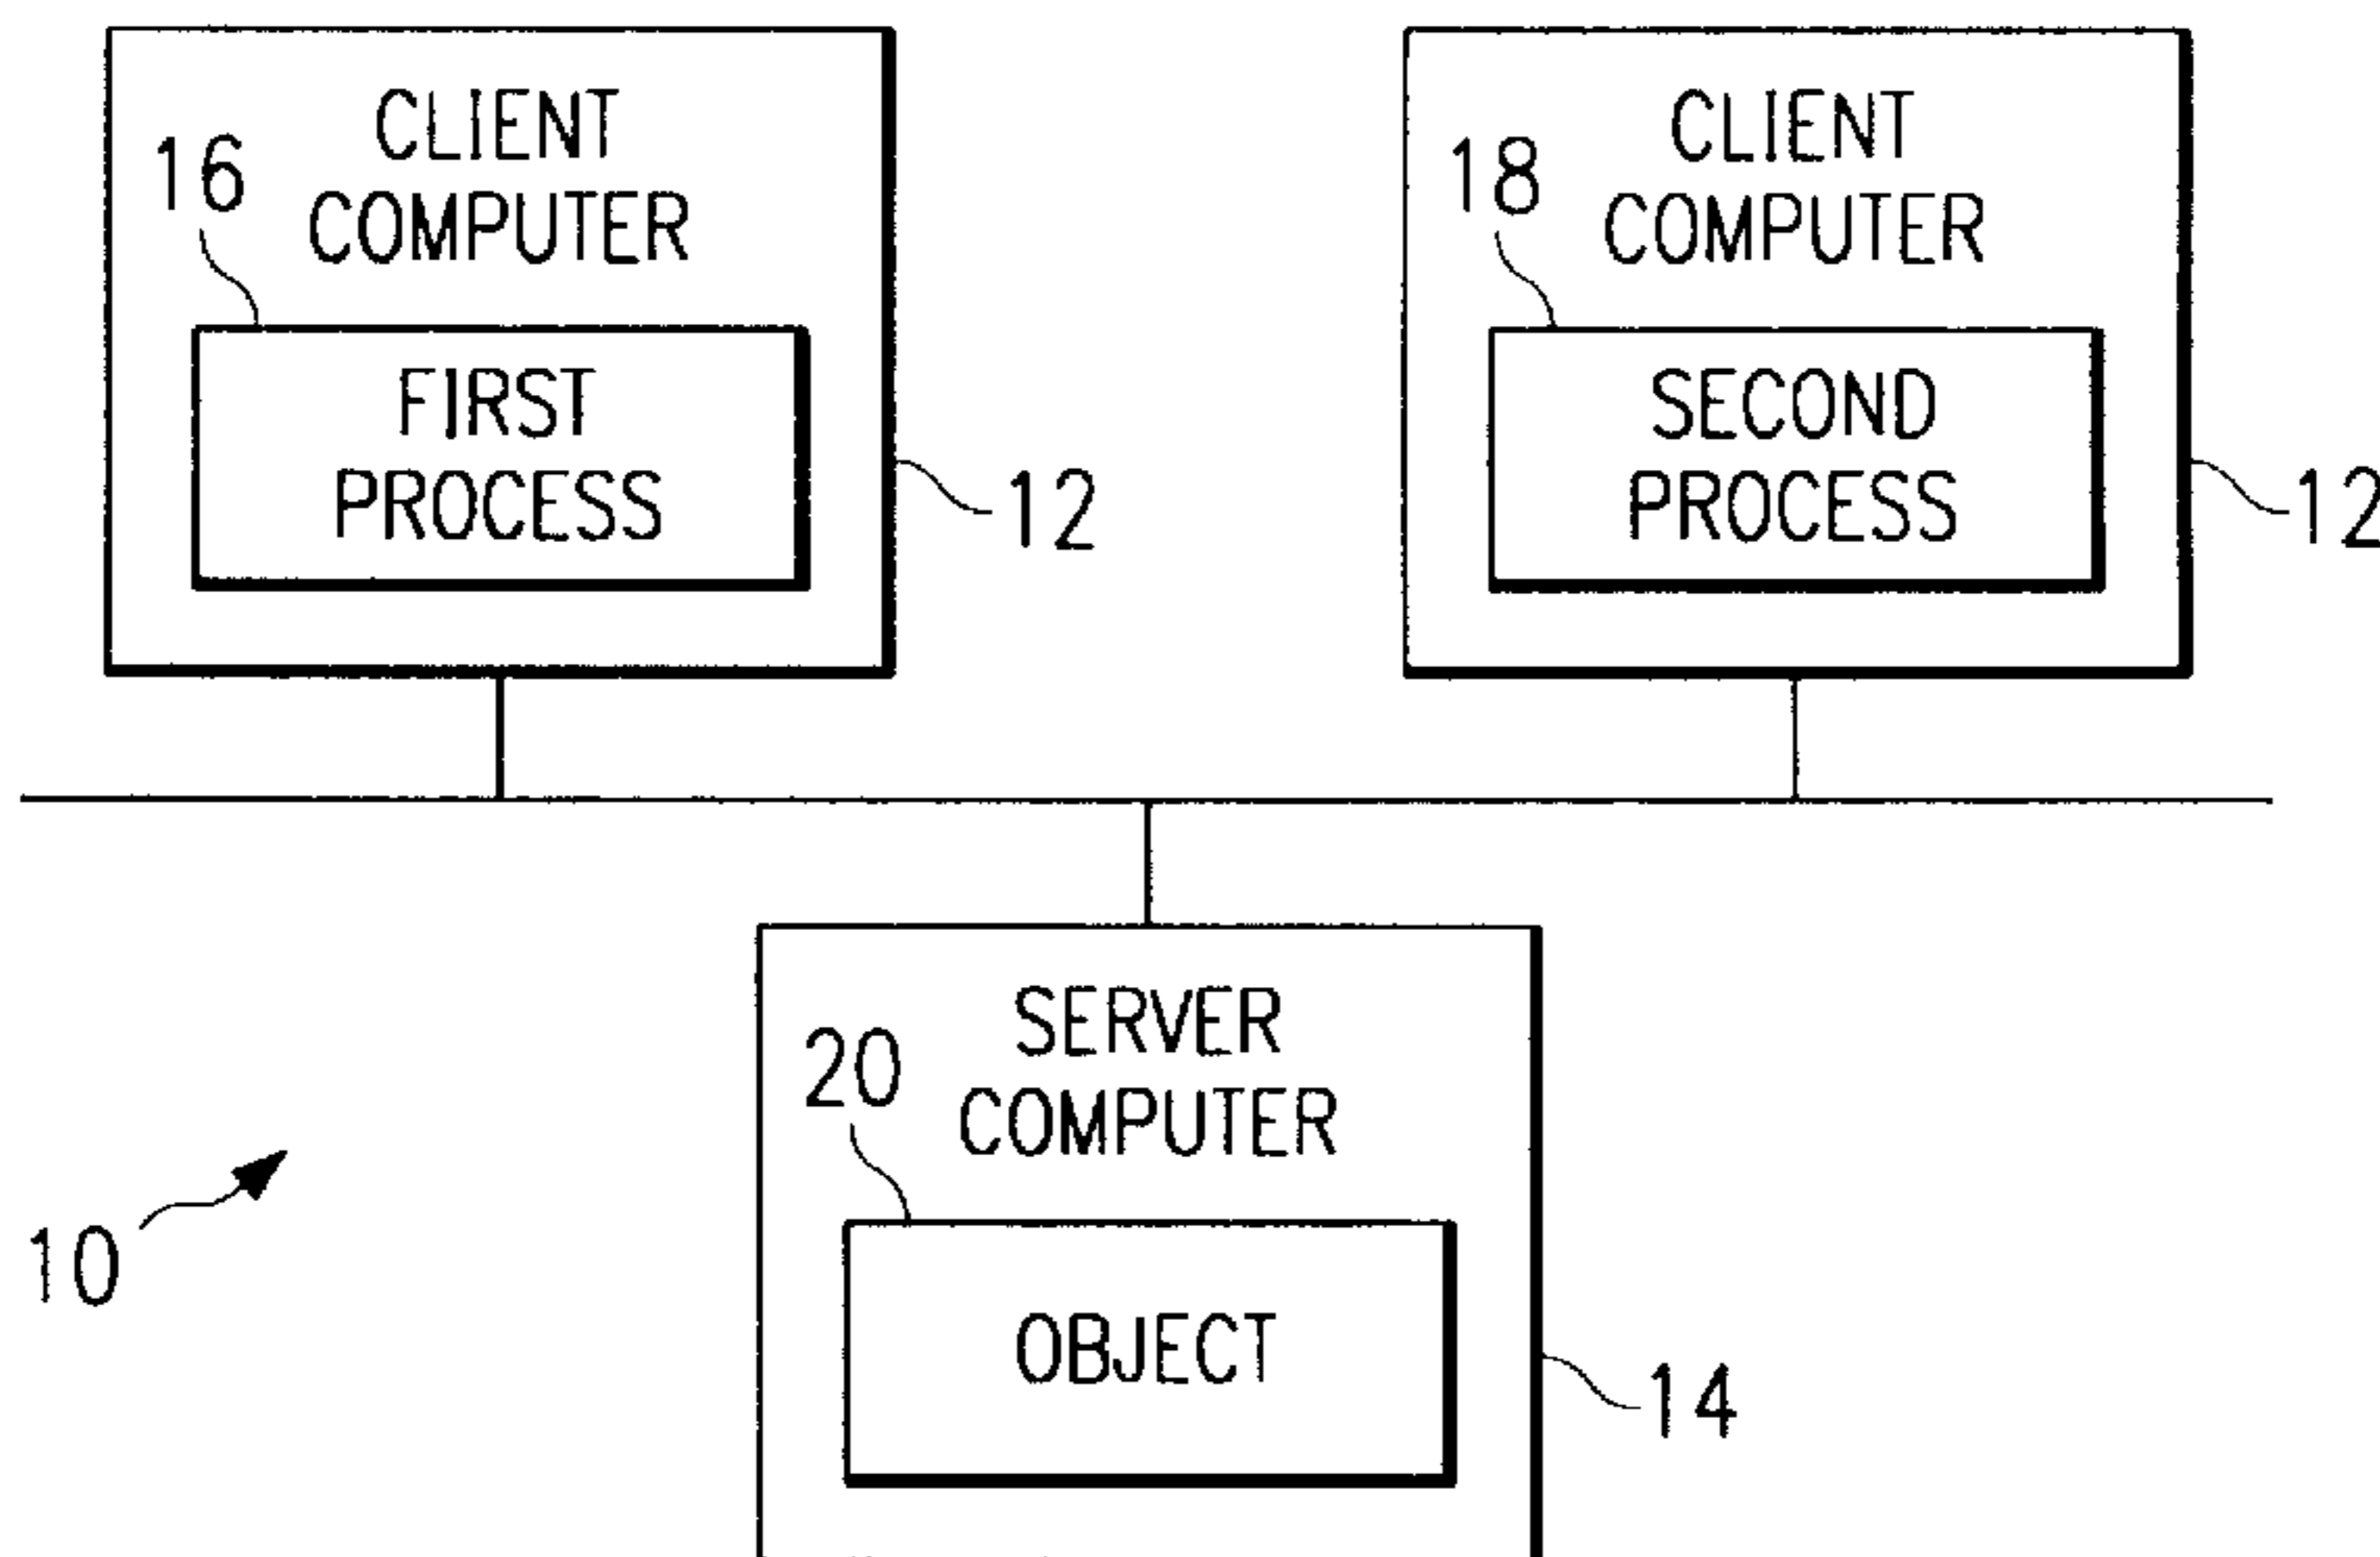 CLIENT
COMPUTER
16
FIRST
PROCESS
12
CLIENT
COMPUTER
18
SECOND
PROCESS
12
SERVER
COMPUTER
20
OBJECT
14
10